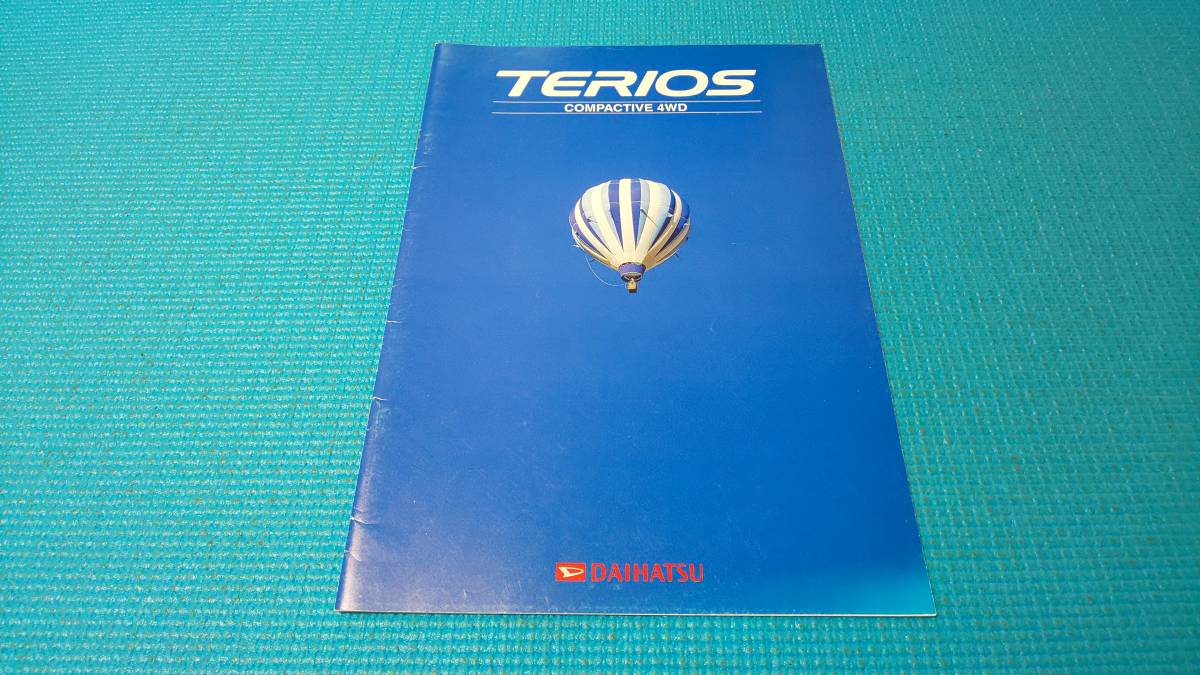 TERIOS
COMPACTIVE 4WD
DAIHATSU